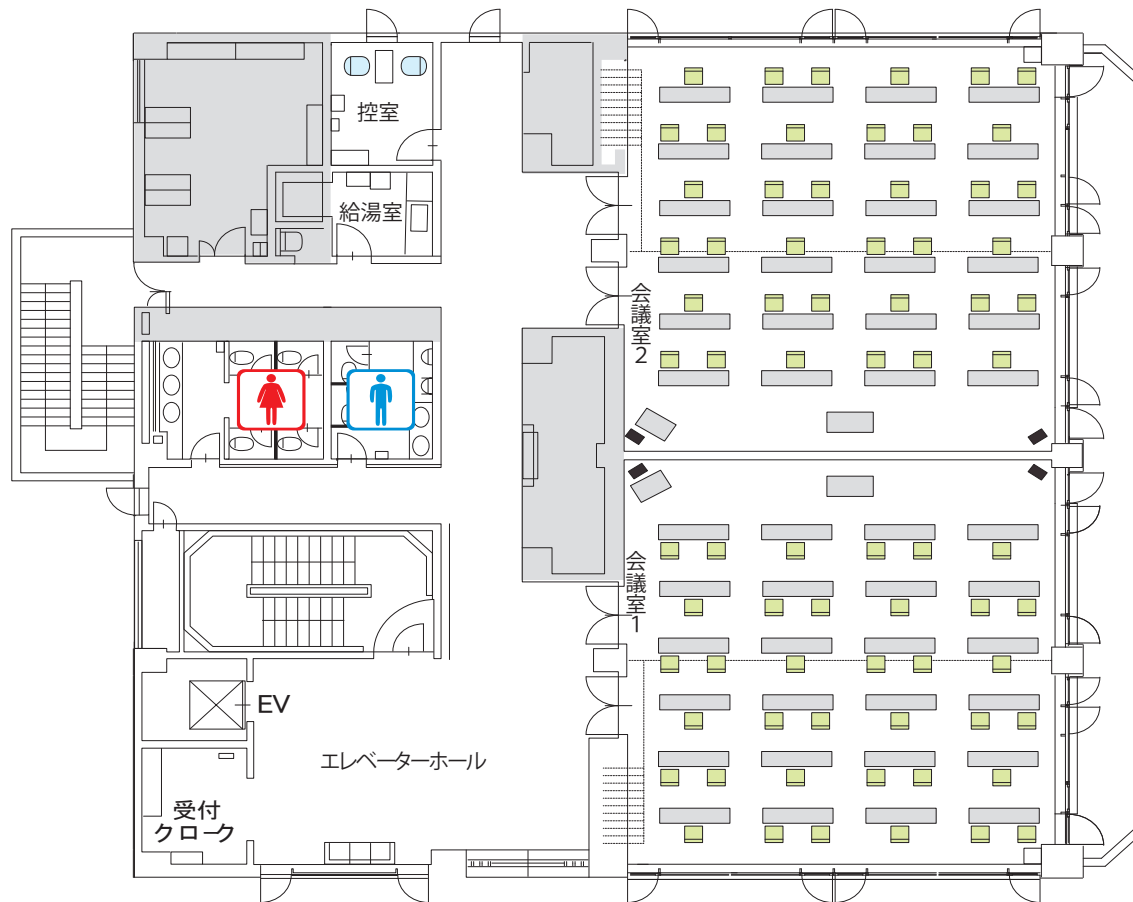 控室
給湯室
会議室2
会議室1
EV
エレベーターホール
受付
クローク